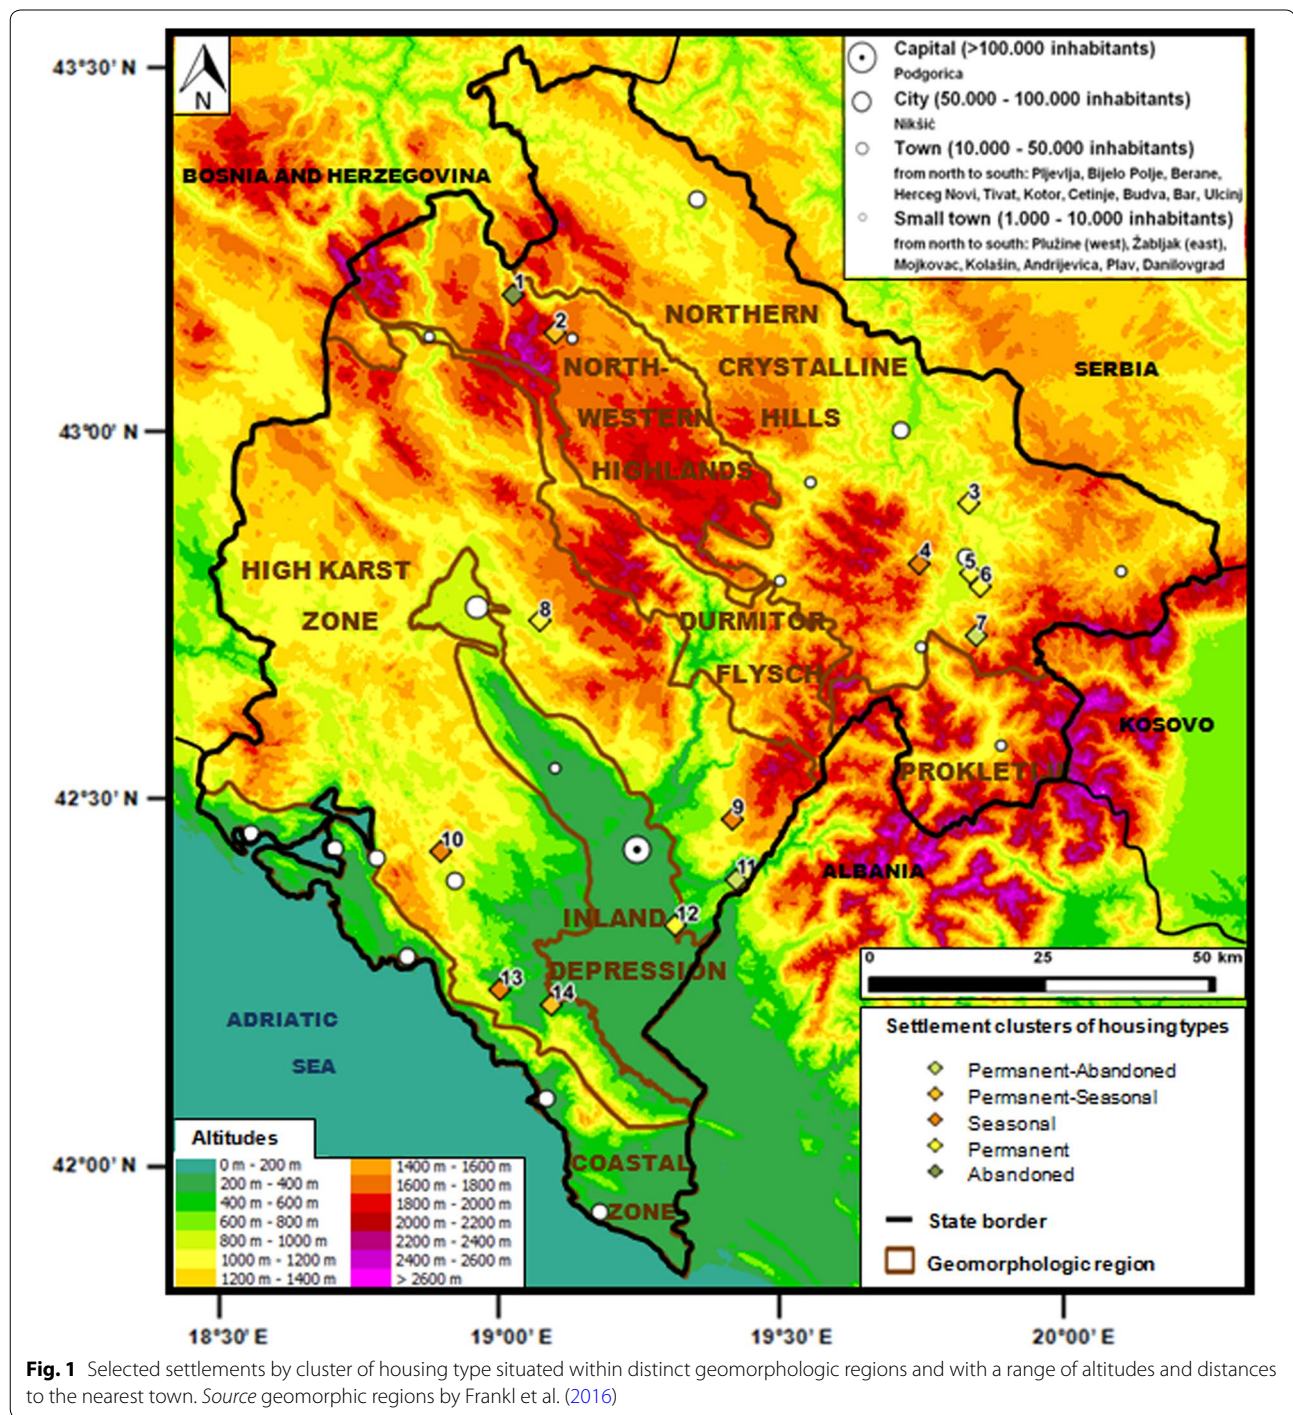 43°30' N
N
Capital (>100.000 inhabitants)
Podgorica
City (50.000 - 100.000 inhabitants)
Nikšić
Town (10.000 - 50.000 inhabitants)
from north to south: Pljevlja, Bijelo Polje, Berane,
Herceg Novi, Tivat, Kotor, Cetinje, Budva, Bar, Ulcinj
Small town (1.000 - 10.000 inhabitants)
from north to south: Plužine (west), Žabljak (east),
Mojkovac, Kolašin, Andrijevica, Plav, Danilovgrad
BOSNIA AND HERZEGOVINA
1
2
NORTHERN
NORTH-
CRYSTALLINE
SERBIA
WESTERN
HILLS
43°00' N
HIGHLANDS
3
4
5
6
HIGH KARST
ZONE
8
7
DURMITOR
FLYSCH
KOSOVO
PROKLETIJE
42°30' N
9
10
11
ALBANIA
INLAND
12
DEPRESSION
13
14
0 25 50 km
ADRIATIC
SEA
Settlement clusters of housing types
Permanent-Abandoned
Permanent-Seasonal
Seasonal
Permanent
Abandoned
State border
Geomorphologic region
42°00' N
COASTAL
ZONE
Altitudes
0 m - 200 m
200 m - 400 m
400 m - 600 m
600 m - 800 m
800 m - 1000 m
1000 m - 1200 m
1200 m - 1400 m
1400 m - 1600 m
1600 m - 1800 m
1800 m - 2000 m
2000 m - 2200 m
2200 m - 2400 m
2400 m - 2600 m
> 2600 m
18°30' E
19°00' E
19°30' E
20°00' E
Fig. 1 Selected settlements by cluster of housing type situated within distinct geomorphologic regions and with a range of altitudes and distances
to the nearest town. Source geomorphic regions by Frankl et al. (2016)